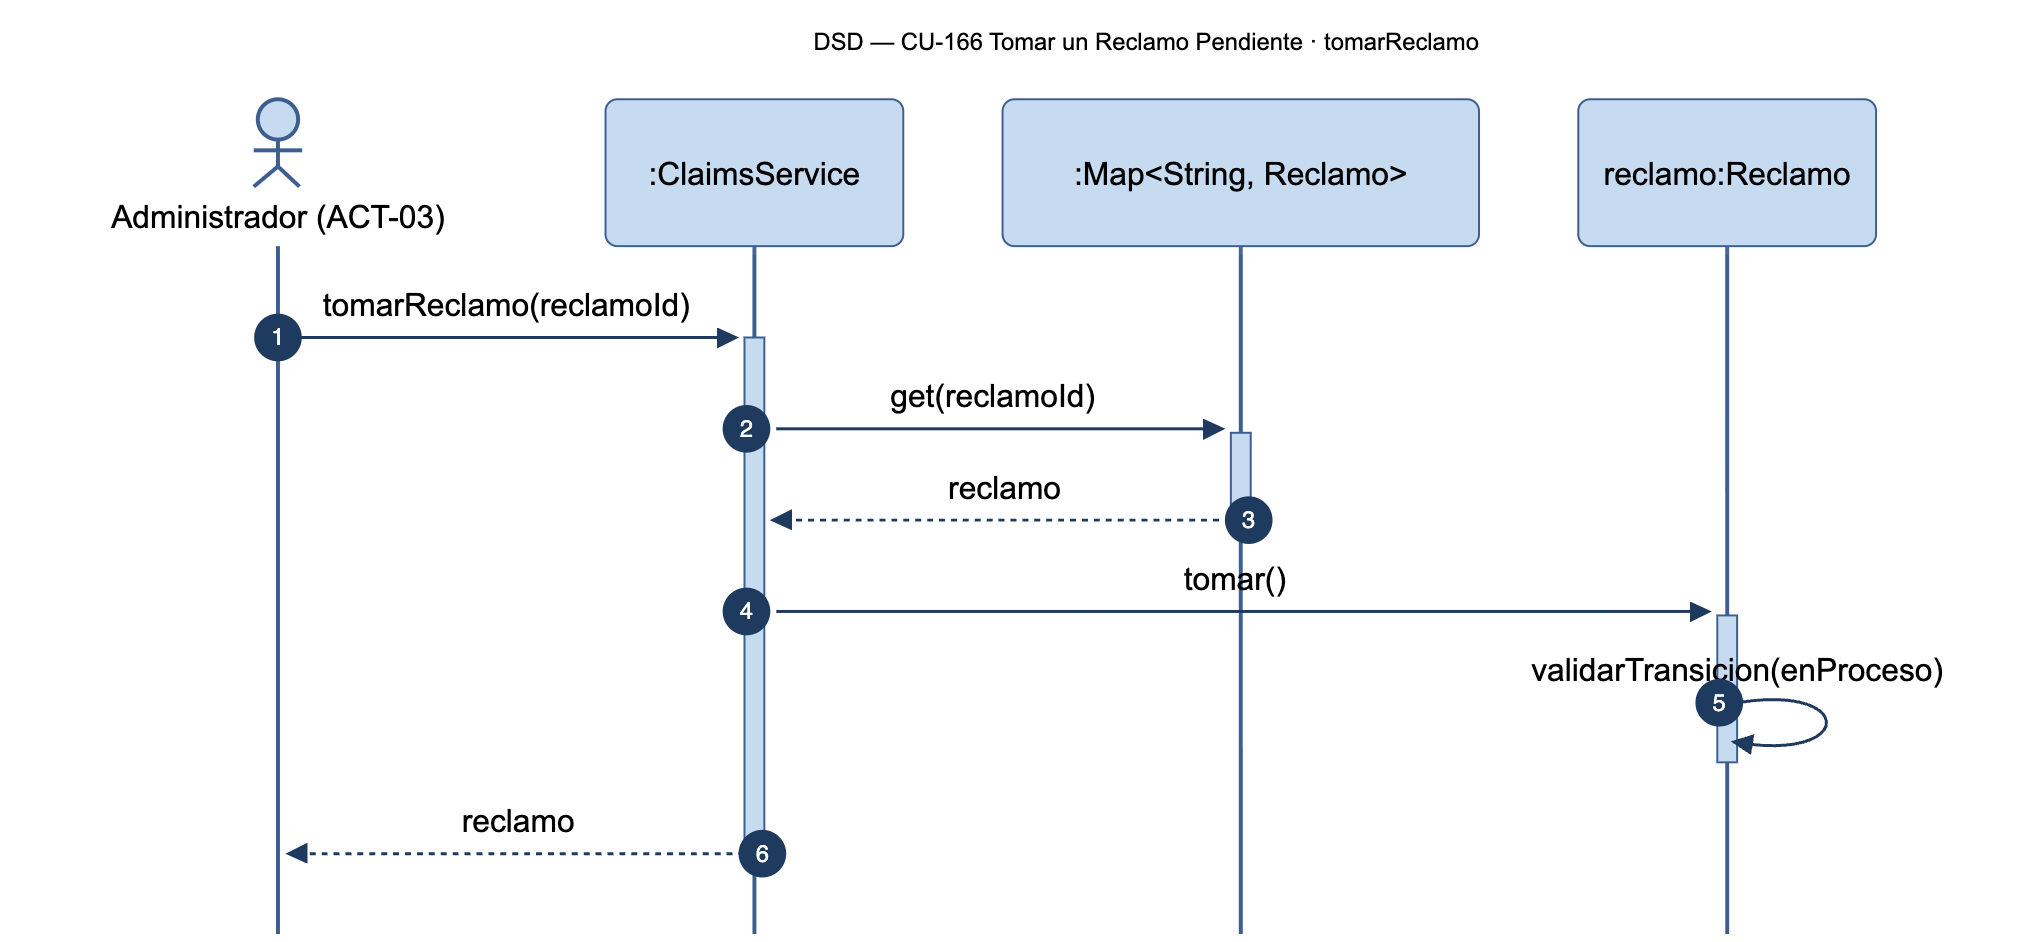 DSD — CU-166 Tomar un Reclamo Pendiente · tomarReclamo
Administrador (ACT-03)
:ClaimsService
:Map<String, Reclamo>
reclamo:Reclamo
tomarReclamo(reclamoId)
1
get(reclamoId)
2
reclamo
3
tomar()
4
validarTransicion(enProceso)
5
reclamo
6